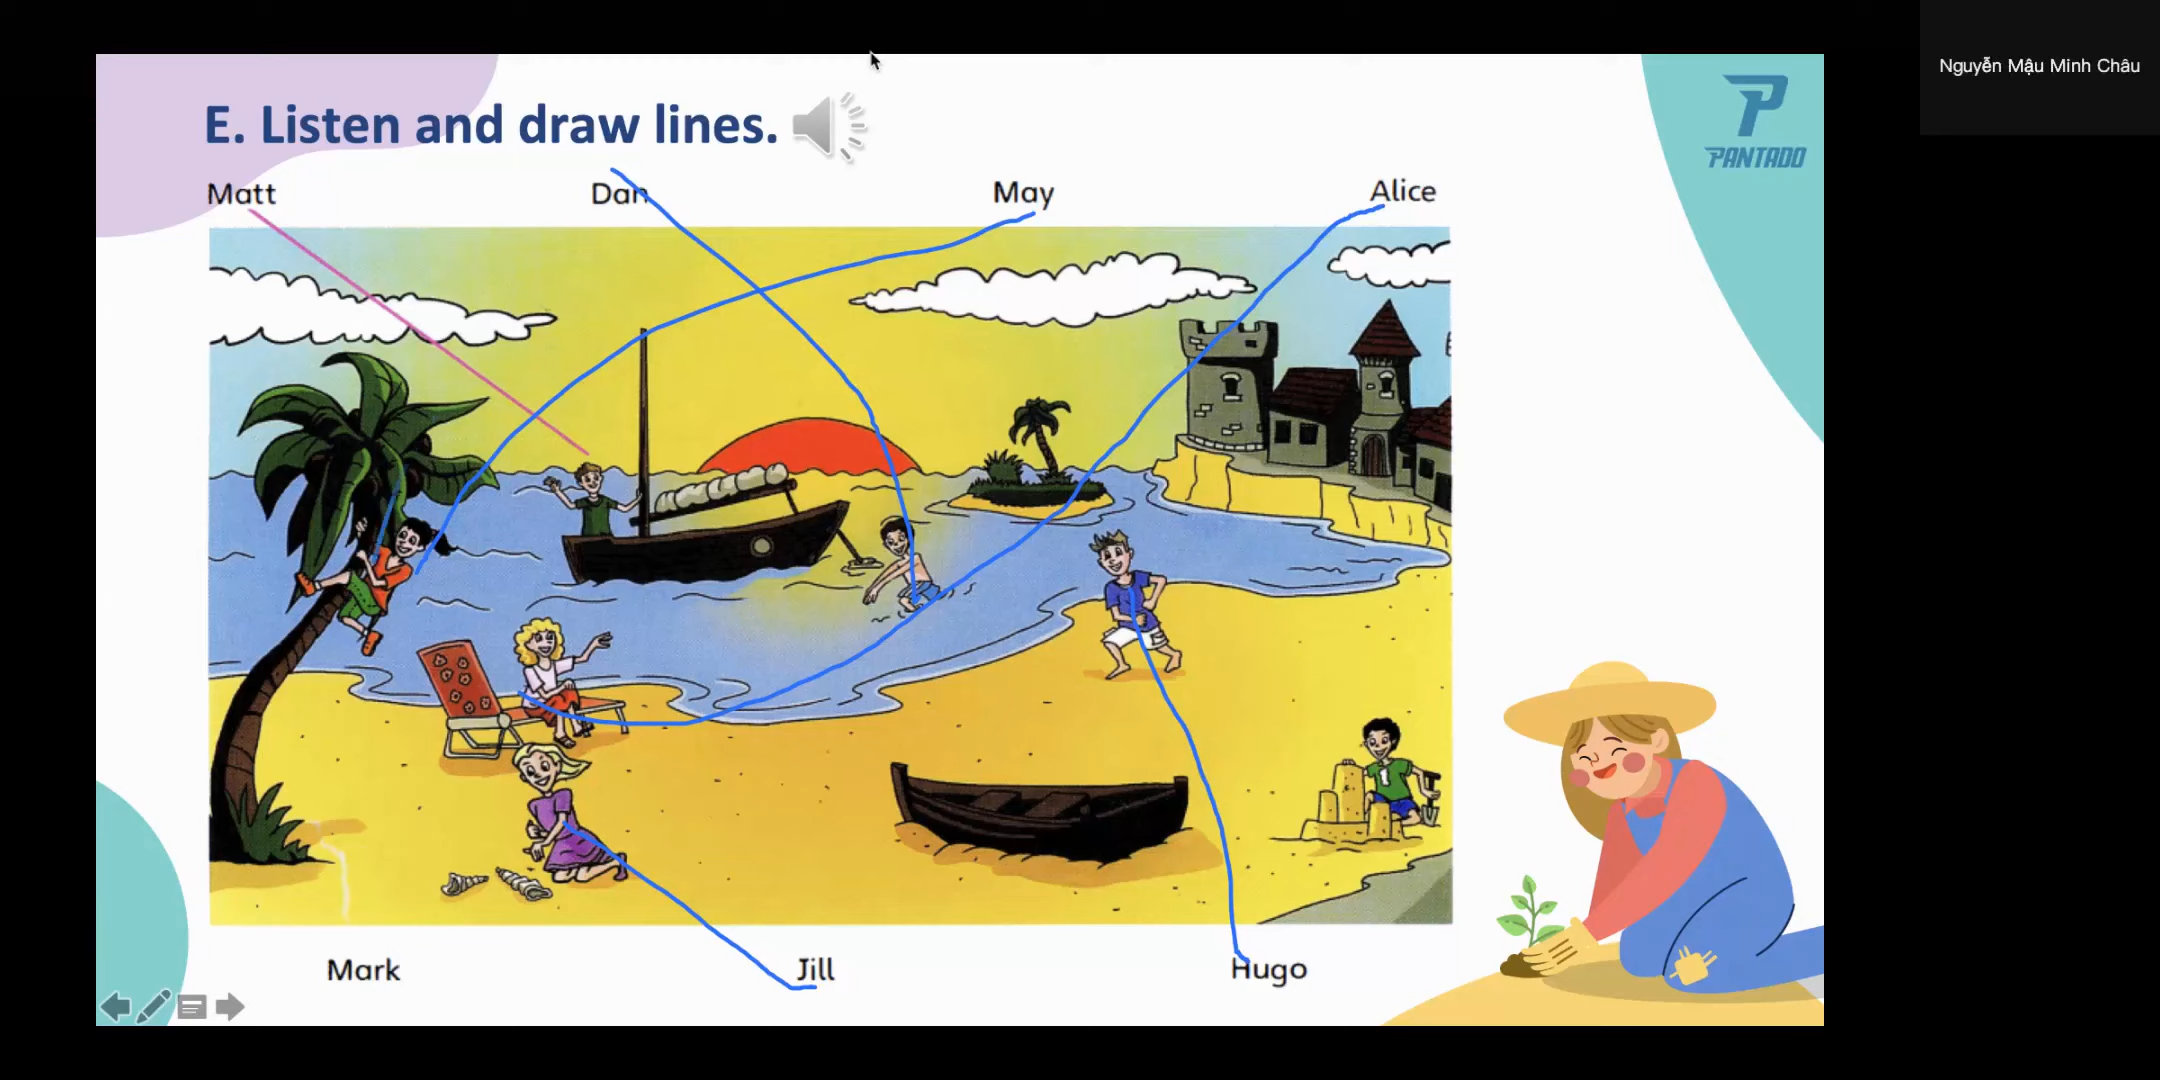 Nguyễn Mậu Minh Châu
E. Listen and draw lines.
PANTADO
Matt Dan May Alice
Mark Jill Hugo